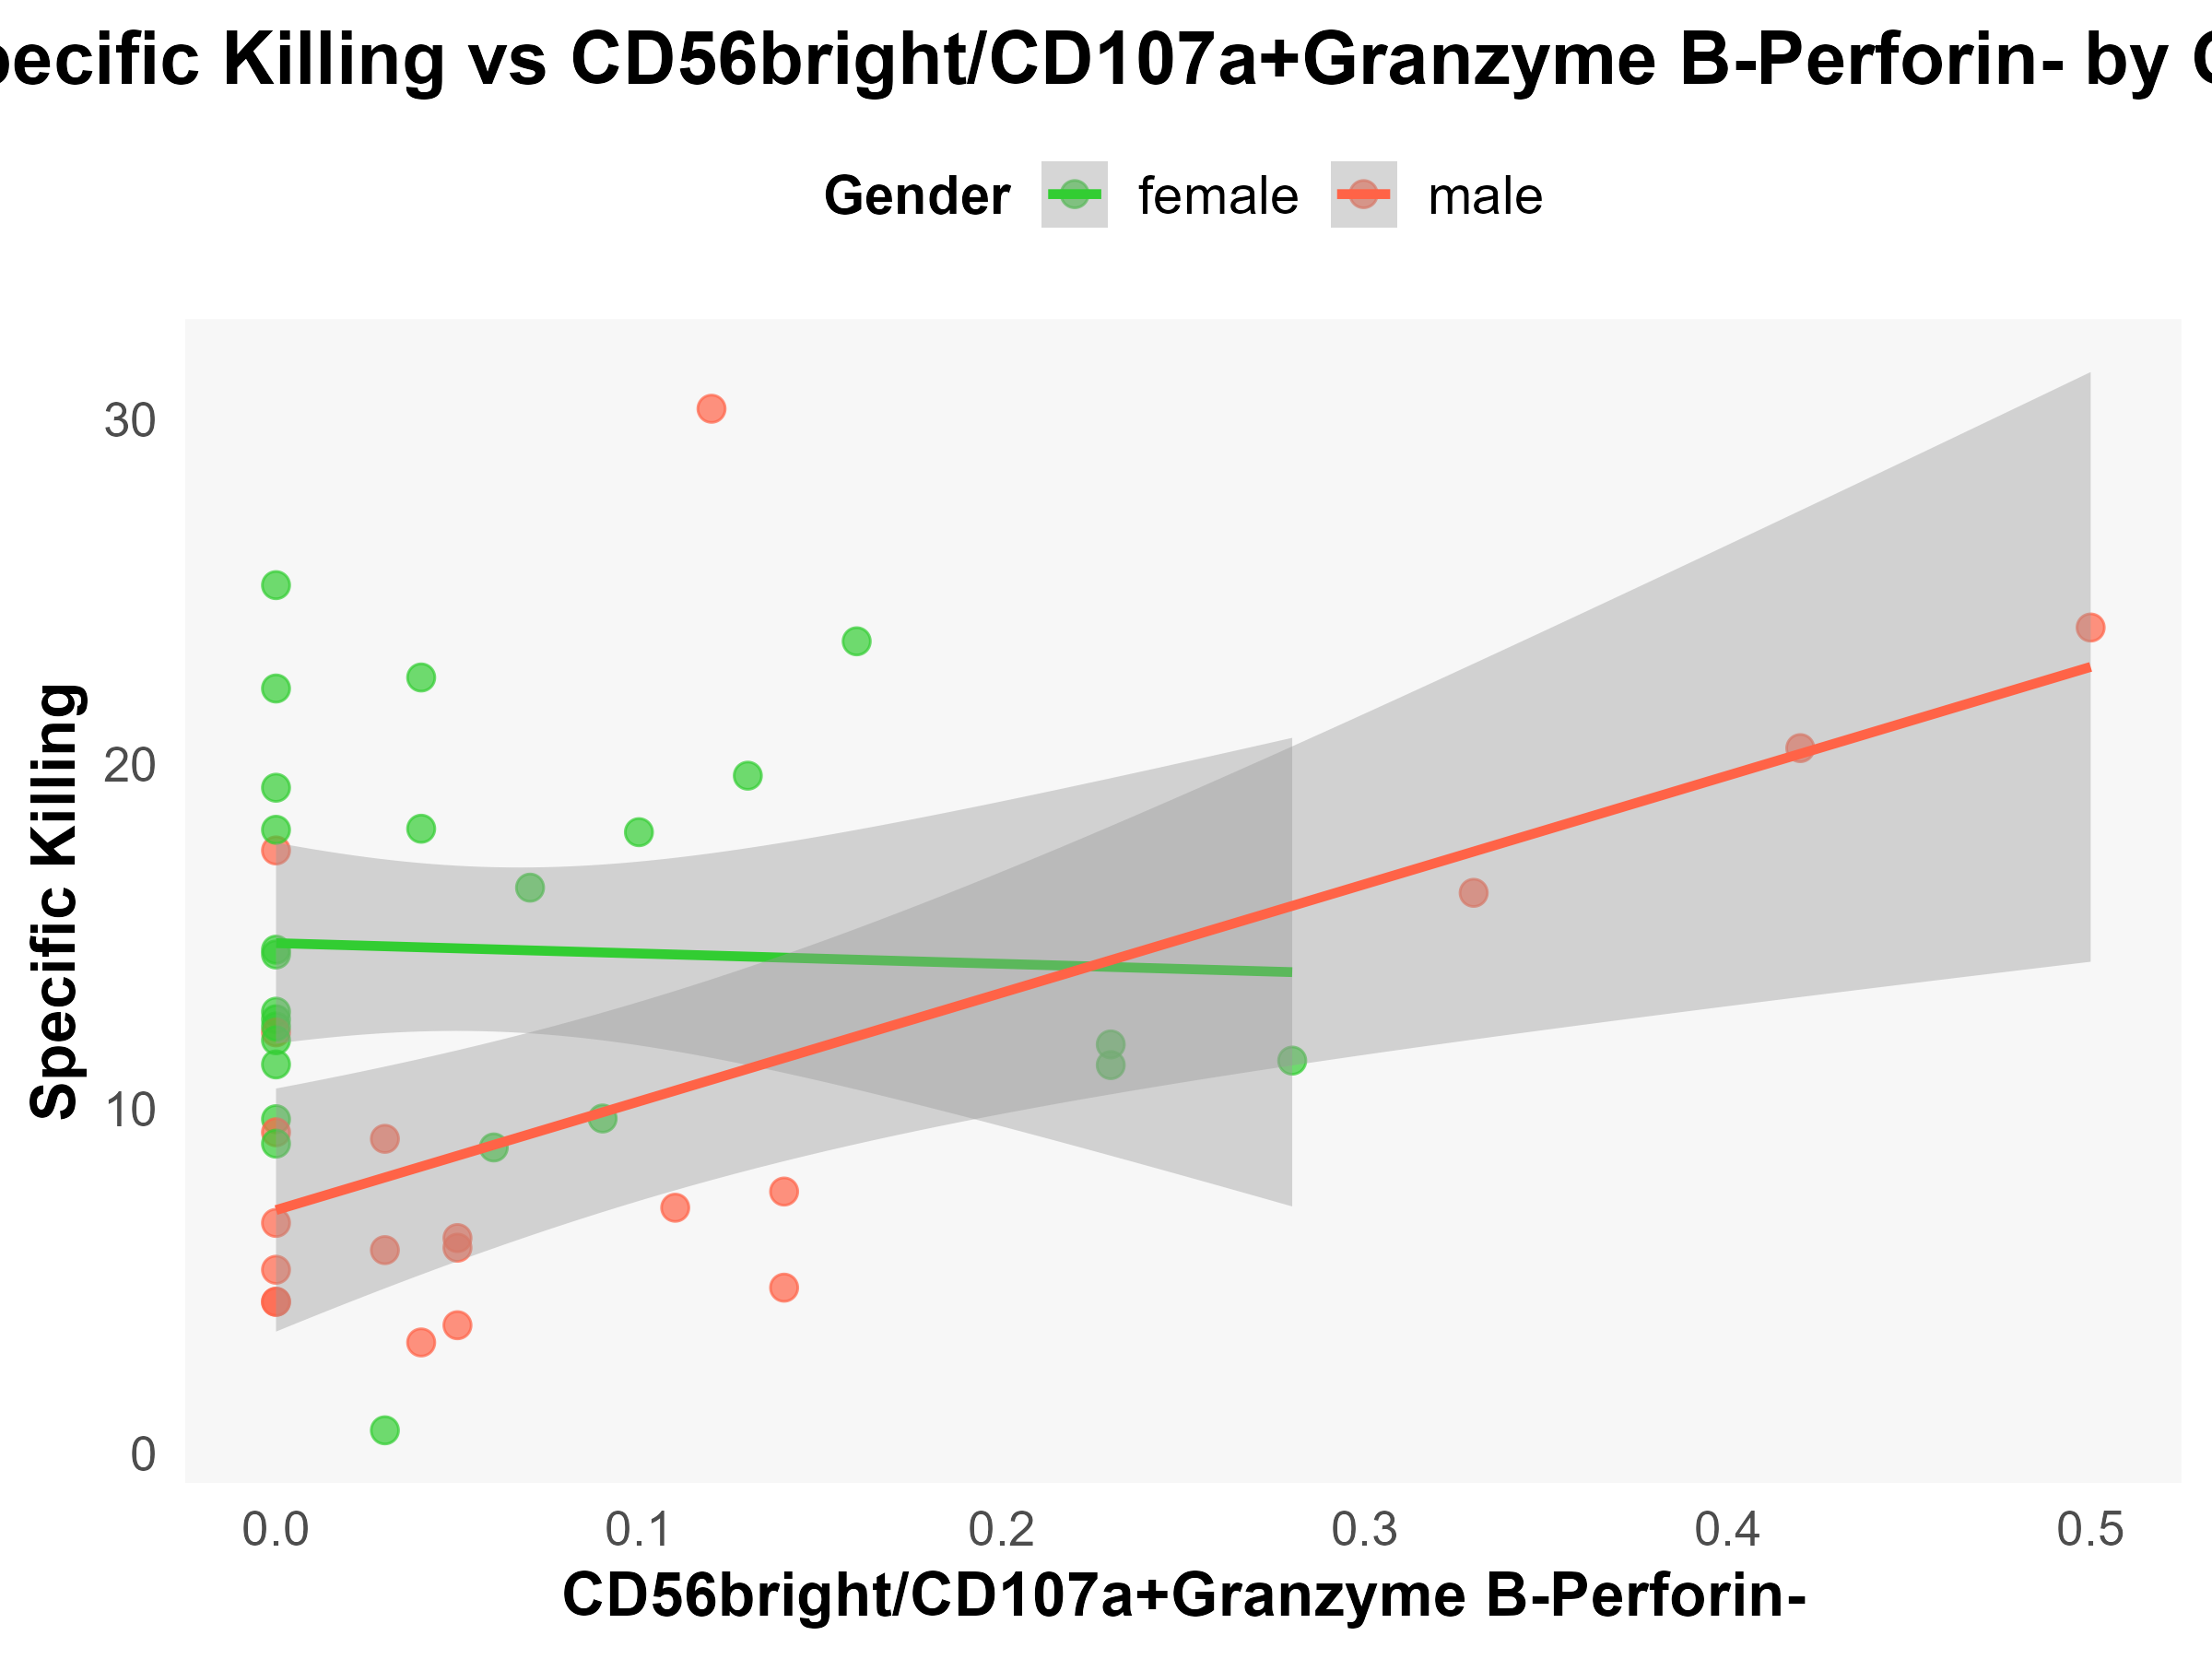 ecific Killing vs CD56bright/CD107a+Granzyme B-Perforin- by
Gender female male
Specific Killing
30
20
10
0
0.0 0.1 0.2 0.3 0.4 0.5
CD56bright/CD107a+Granzyme B-Perforin-